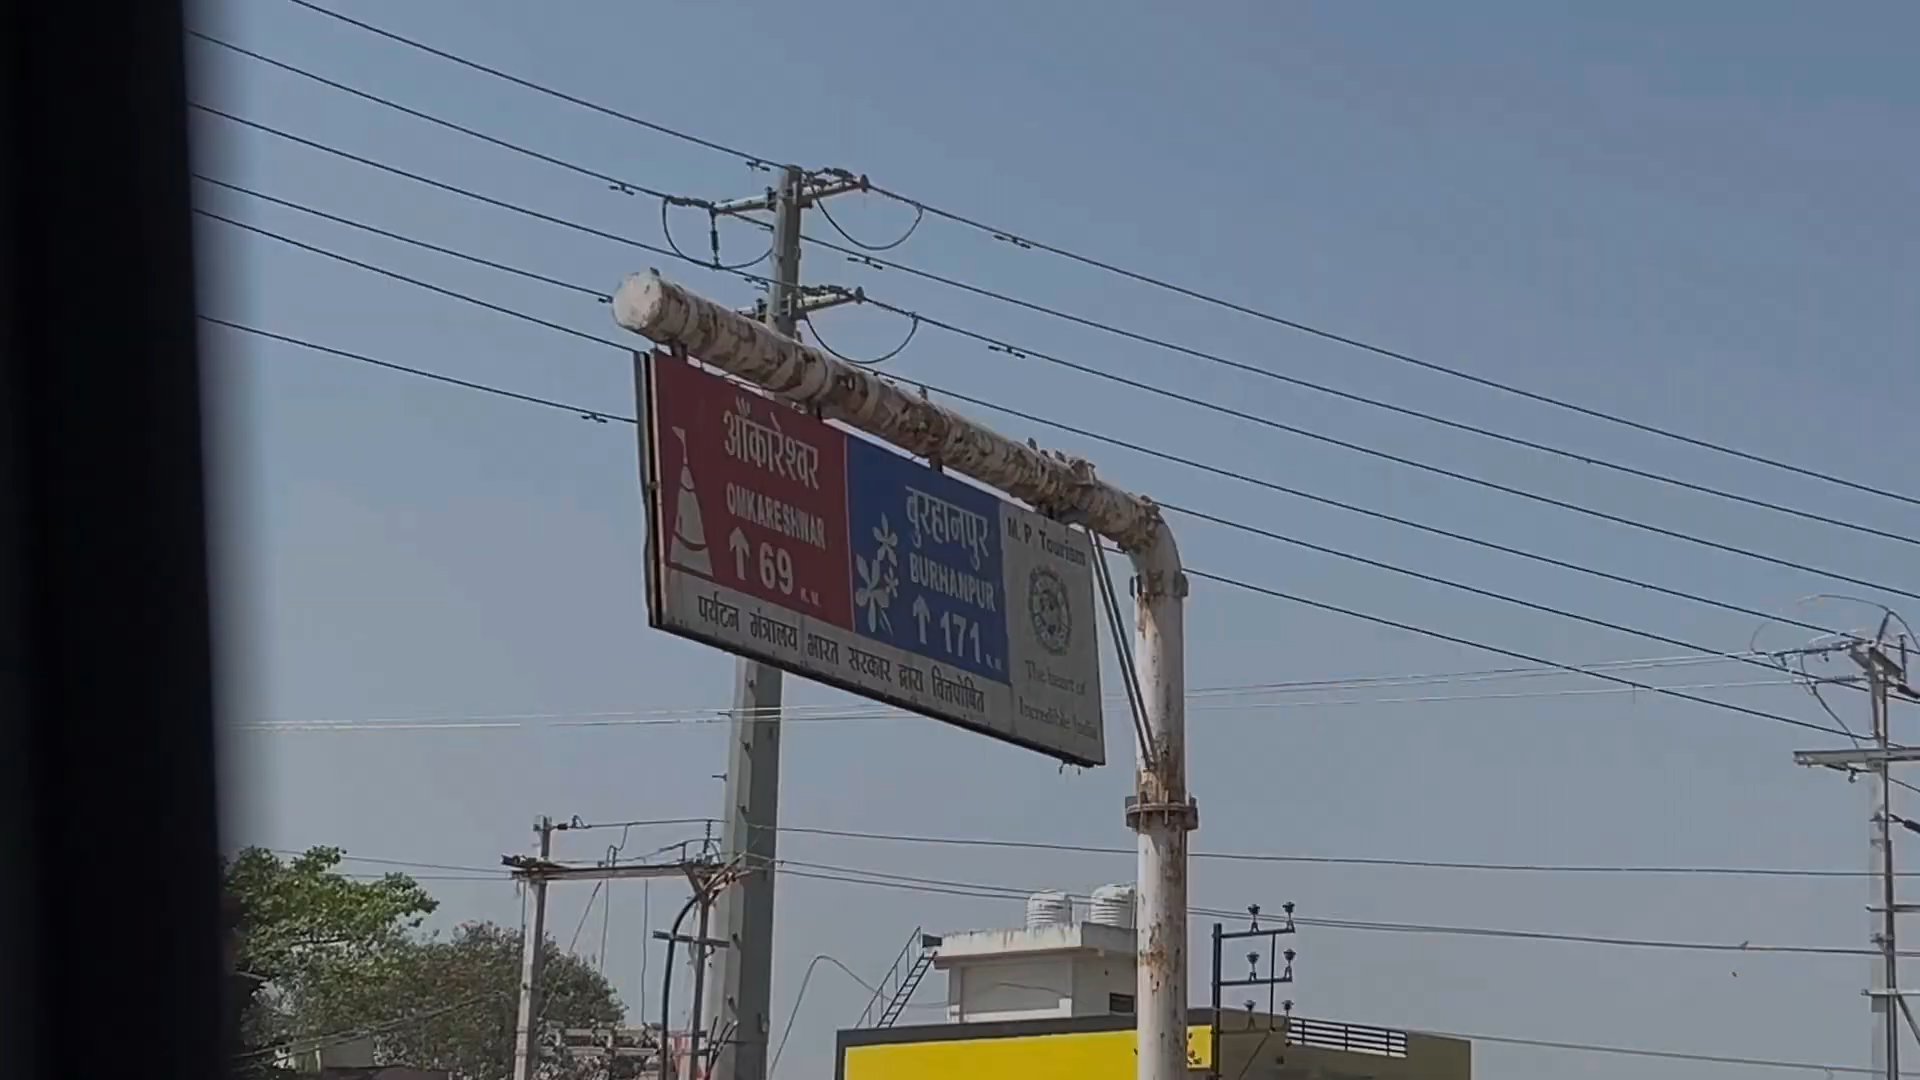 ओंकारेश्वर
OMKARESHWAR
↑ 69 K.M.
बुरहानपुर
BURHANPUR
↑ 171 K.M.
M. P. Tourism
The heart of
Incredible India
पर्यटन मंत्रालय भारत सरकार द्वारा वित्तपोषित